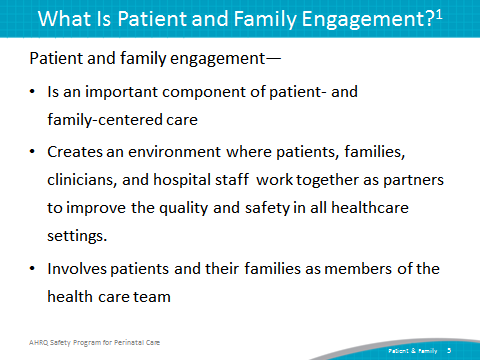 What Is Patient and Family Engagement?¹
Patient and family engagement—
• Is an important component of patient- and
family-centered care
• Creates an environment where patients, families,
clinicians, and hospital staff work together as partners
to improve the quality and safety in all healthcare
settings.
• Involves patients and their families as members of the
health care team
AHRQ Safety Program for Perinatal Care
Patient & Family 3